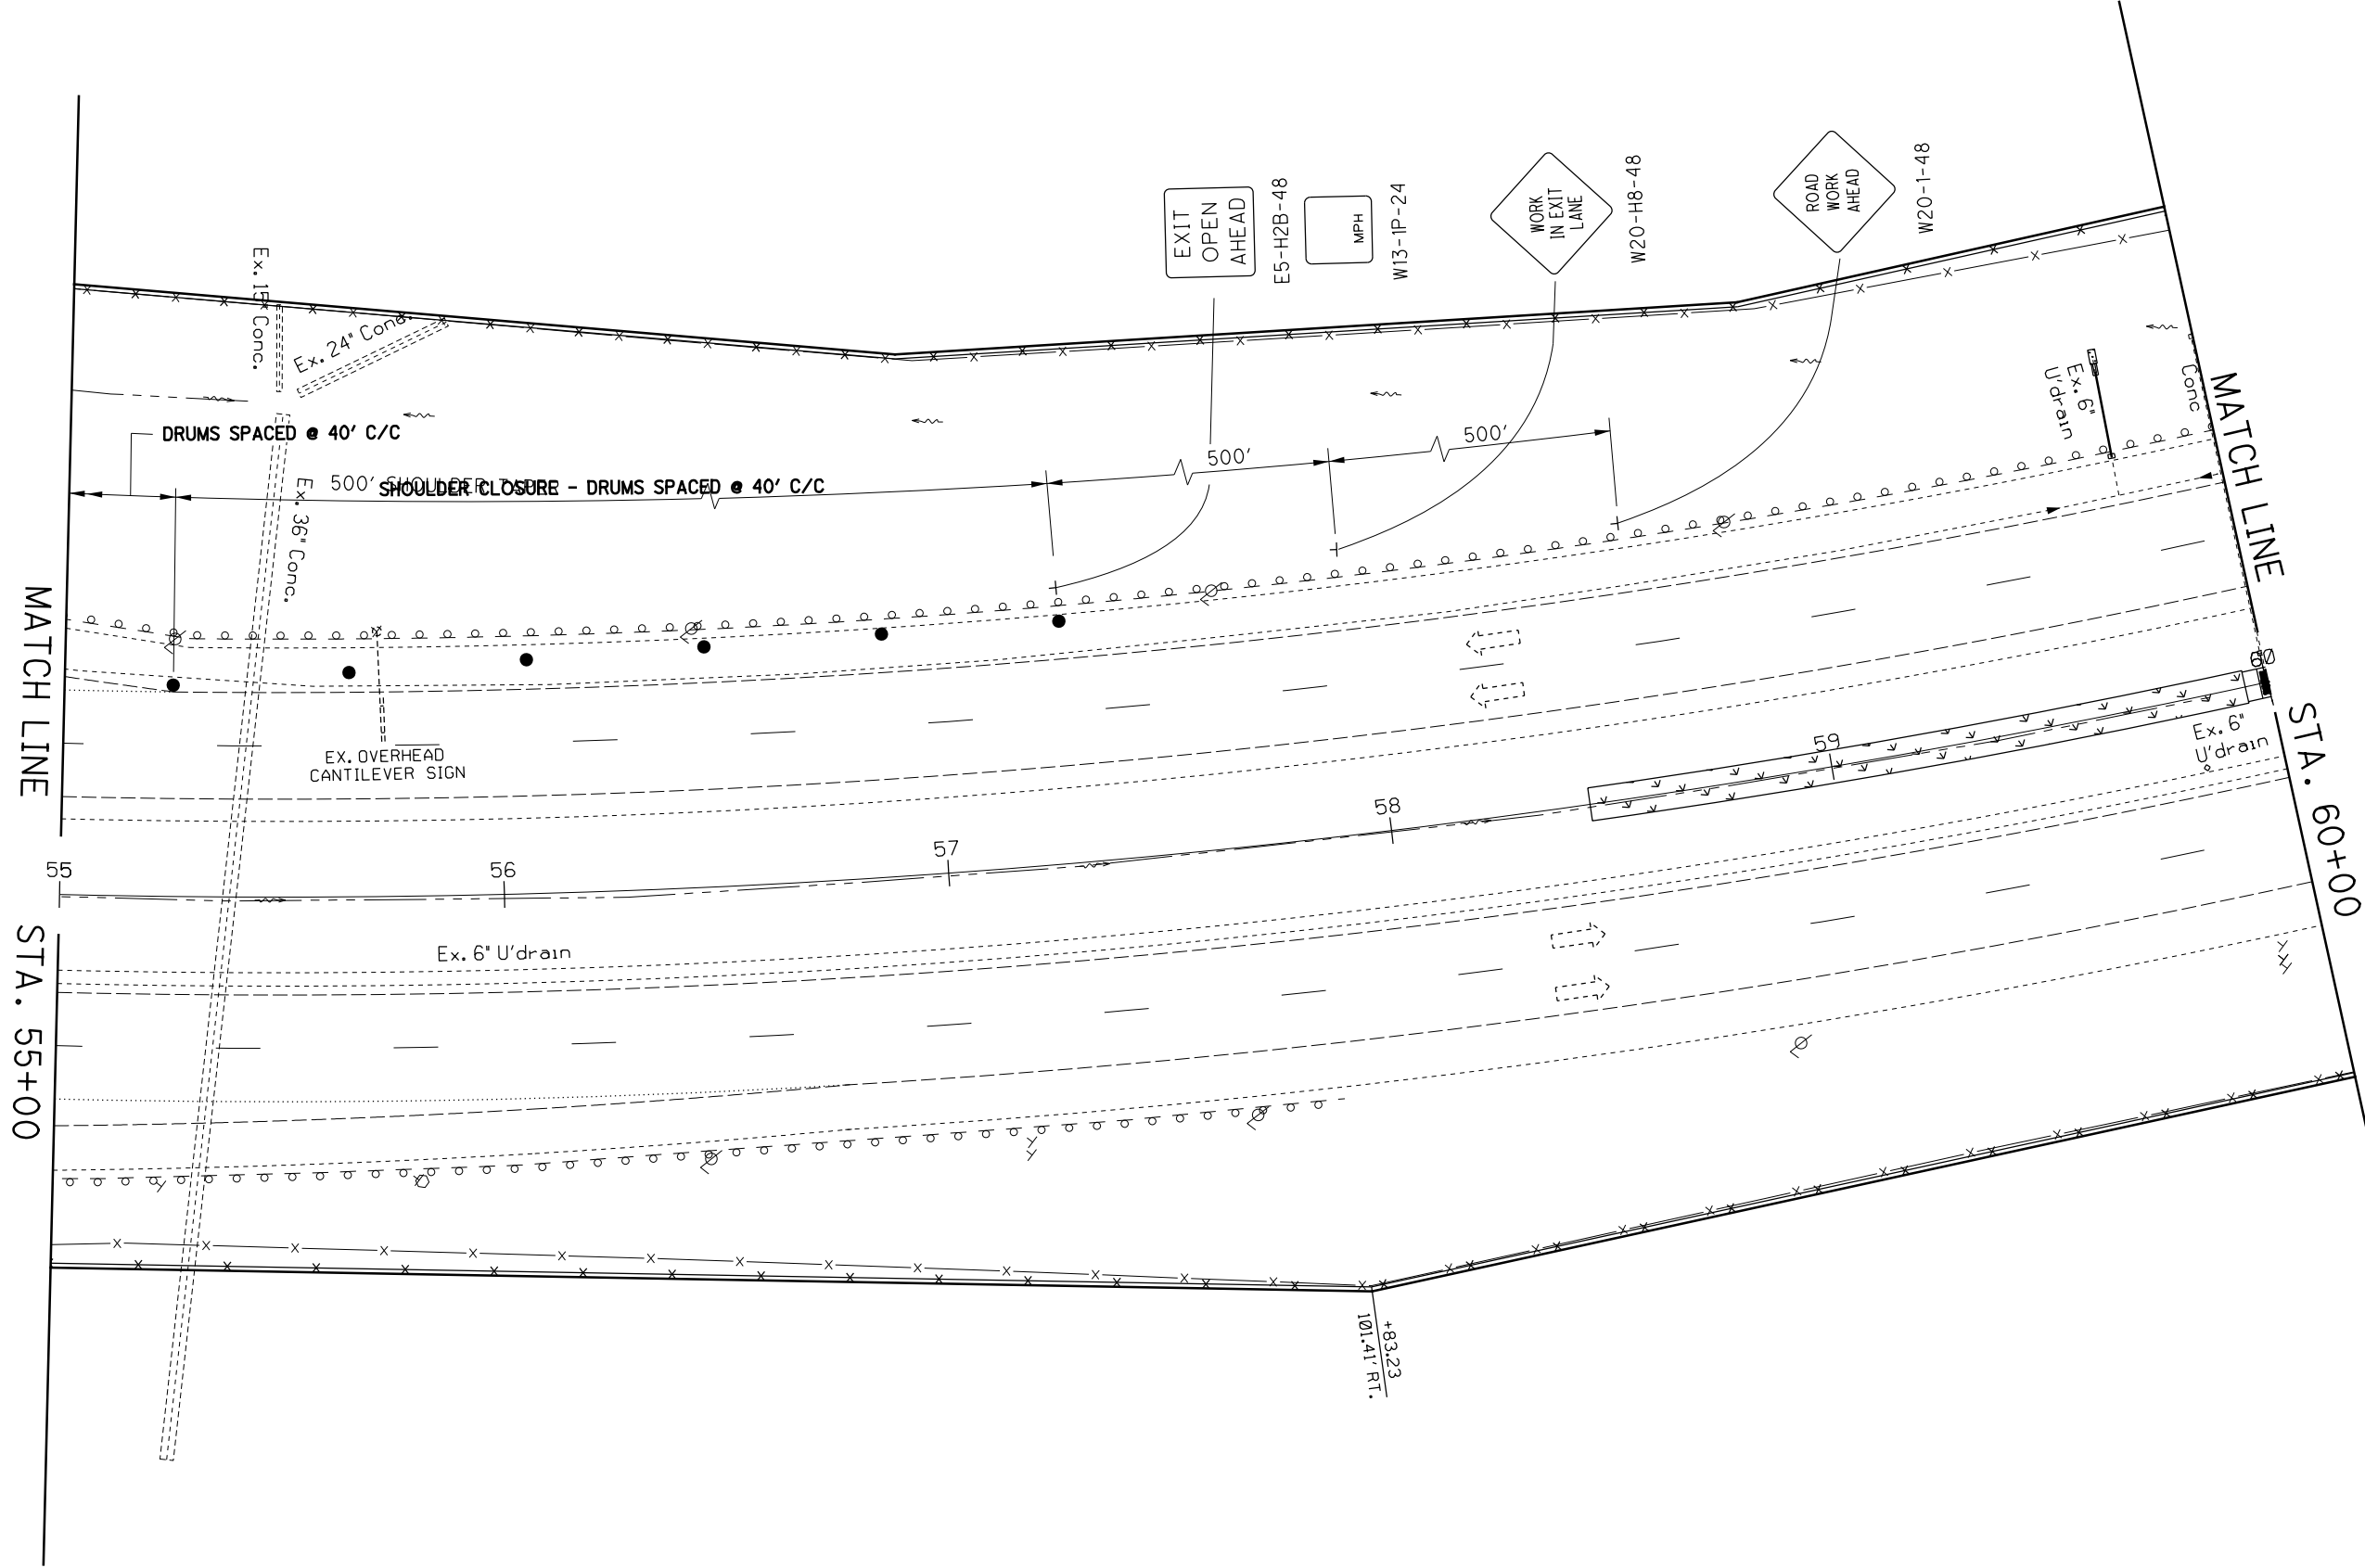 EXIT
OPEN
AHEAD
E5-H2B-48
MPH
W13-1P-24
WORK
IN EXIT
LANE
W20-H8-48
ROAD
WORK
AHEAD
W20-1-48
Ex. 15" Conc.
Ex. 24" Conc.
DRUMS SPACED @ 40' C/C
500' SHOULDER TAPER
SHOULDER CLOSURE - DRUMS SPACED @ 40' C/C
500'
500'
Ex. 36" Conc.
Ex. 6"
U'drain
Conc
MATCH LINE
STA. 60+00
MATCH LINE
STA. 55+00
EX. OVERHEAD
CANTILEVER SIGN
55
56
57
58
59
60
Ex. 6"
U'drain
Ex. 6" U'drain
+83.23
101.41' RT.